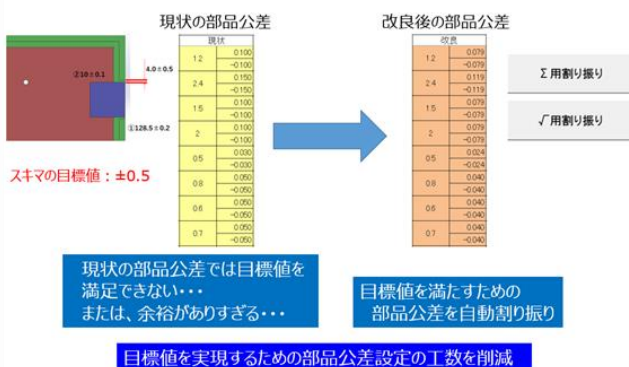 現状の部品公差
改良後の部品公差
②10±0.1
4.0±0.5
①128.5±0.2
スキマの目標値：±0.5
現状
1.2 0.100
-0.100
2.4 0.150
-0.150
1.5 0.100
-0.100
2 0.100
-0.100
0.5 0.030
-0.030
0.8 0.050
-0.050
0.6 0.050
-0.050
0.7 0.050
-0.050
改良
1.2 0.079
-0.079
2.4 0.119
-0.119
1.5 0.079
-0.079
2 0.079
-0.079
0.5 0.024
-0.024
0.8 0.040
-0.040
0.6 0.040
-0.040
0.7 0.040
-0.040
Σ用割り振り
√用割り振り
現状の部品公差では目標値を
満足できない・・・
または、余裕がありすぎる・・・
目標値を満たすための
部品公差を自動割り振り
目標値を実現するための部品公差設定の工数を削減